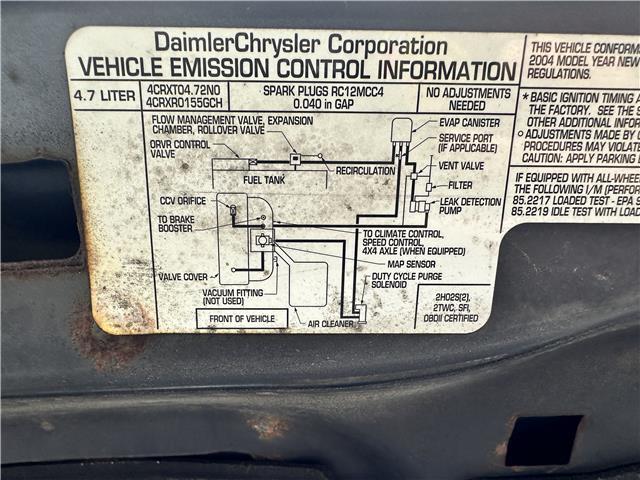 DaimlerChrysler Corporation
VEHICLE EMISSION CONTROL INFORMATION
4.7 LITER
4CRXT04.72N0
4CRXR0155GCH
SPARK PLUGS RC12MCC4
0.040 in GAP
NO ADJUSTMENTS
NEEDED
FLOW MANAGEMENT VALVE, EXPANSION
CHAMBER, ROLLOVER VALVE
ORVR CONTROL
VALVE
FUEL TANK
RECIRCULATION
EVAP CANISTER
SERVICE PORT
(IF APPLICABLE)
VENT VALVE
FILTER
LEAK DETECTION
PUMP
CCV ORIFICE
TO BRAKE
BOOSTER
TO CLIMATE CONTROL,
SPEED CONTROL,
4X4 AXLE (WHEN EQUIPPED)
MAP SENSOR
VALVE COVER
VACUUM FITTING
(NOT USED)
DUTY CYCLE PURGE
SOLENOID
AIR CLEANER
FRONT OF VEHICLE
2HO2S(2),
2TWC, SFI,
OBDII CERTIFIED
THIS VEHICLE CONFORM
2004 MODEL YEAR NEW
REGULATIONS.
* BASIC IGNITION TIMING A
THE FACTORY. SEE THE S
OTHER ADDITIONAL INFOR
○ ADJUSTMENTS MADE BY O
PROCEDURES MAY VIOLATE
CAUTION: APPLY PARKING
IF EQUIPPED WITH ALL-WHE
THE FOLLOWING I/M (PERFOR
85.2217 LOADED TEST - EPA S
85.2219 IDLE TEST WITH LOA